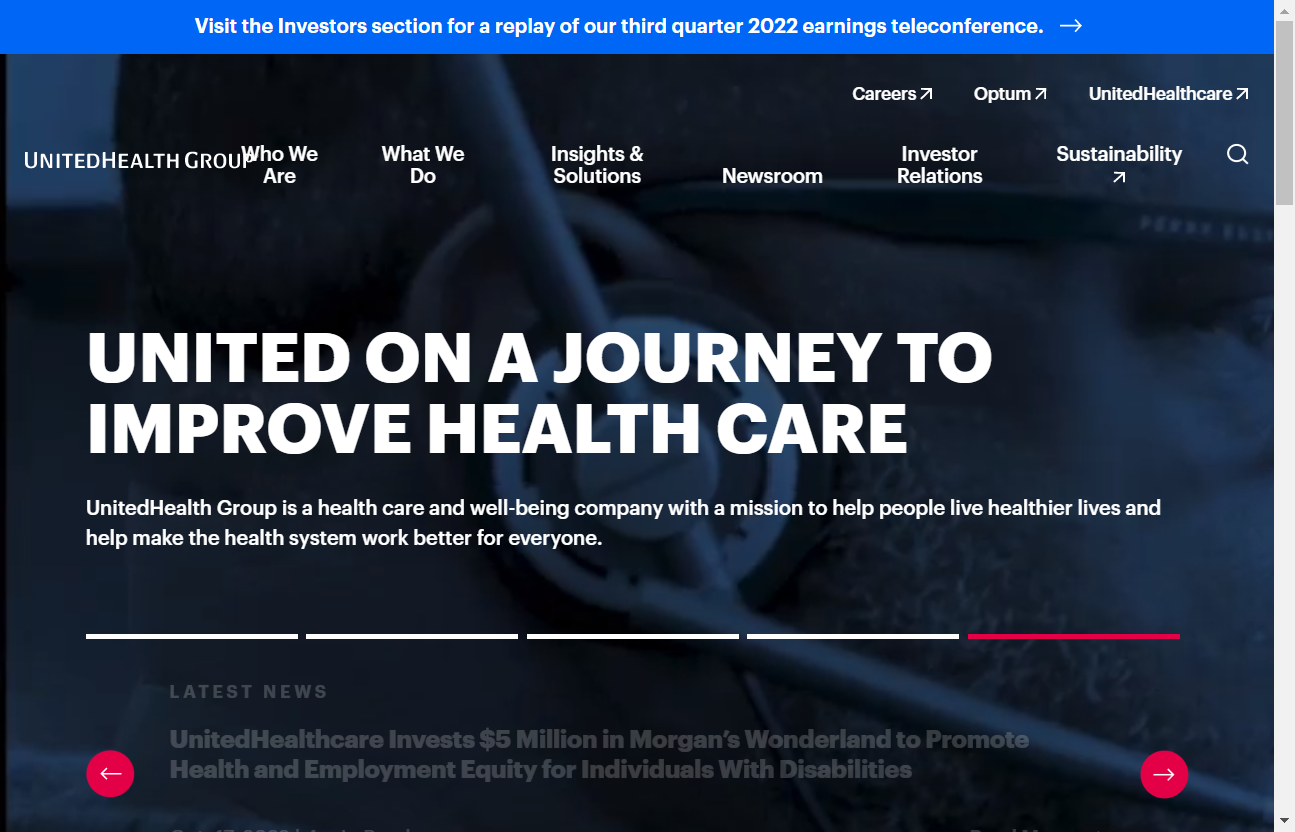 Visit the Investors section for a replay of our third quarter 2022 earnings teleconference.
Careers
Optum
UnitedHealthcare
UNITEDHEALTH GROUP
Who We
Are
What We
Do
Insights &
Solutions
Newsroom
Investor
Relations
Sustainability
UNITED ON A JOURNEY TO
IMPROVE HEALTH CARE
UnitedHealth Group is a health care and well-being company with a mission to help people live healthier lives and
help make the health system work better for everyone.
LATEST NEWS
UnitedHealthcare Invests $5 Million in Morgan’s Wonderland to Promote
Health and Employment Equity for Individuals With Disabilities